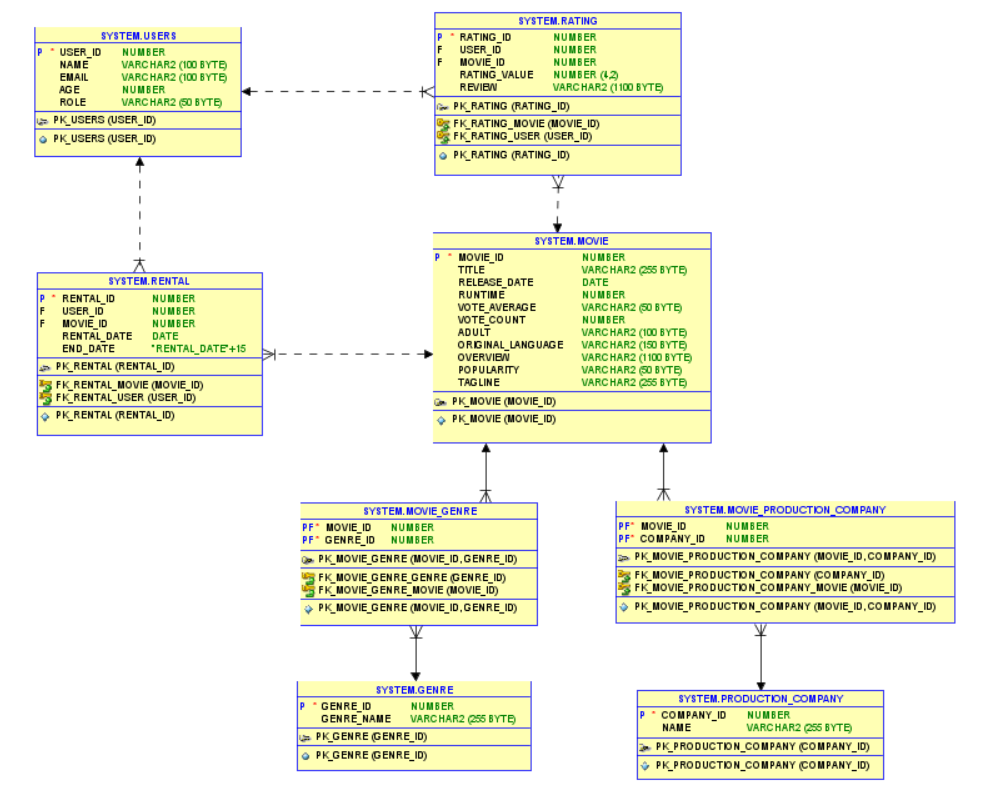 SYSTEM.USERS
P * USER_ID NUMBER
NAME VARCHAR2 (100 BYTE)
EMAIL VARCHAR2 (100 BYTE)
AGE NUMBER
ROLE VARCHAR2 (50 BYTE)
PK_USERS (USER_ID)
PK_USERS (USER_ID)
SYSTEM.RATING
P * RATING_ID NUMBER
F USER_ID NUMBER
F MOVIE_ID NUMBER
RATING_VALUE NUMBER (4,2)
REVIEW VARCHAR2 (1100 BYTE)
PK_RATING (RATING_ID)
FK_RATING_MOVIE (MOVIE_ID)
FK_RATING_USER (USER_ID)
PK_RATING (RATING_ID)
SYSTEM.RENTAL
P * RENTAL_ID NUMBER
F USER_ID NUMBER
F MOVIE_ID NUMBER
RENTAL_DATE DATE
END_DATE "RENTAL_DATE"+15
PK_RENTAL (RENTAL_ID)
FK_RENTAL_MOVIE (MOVIE_ID)
FK_RENTAL_USER (USER_ID)
PK_RENTAL (RENTAL_ID)
SYSTEM.MOVIE
P * MOVIE_ID NUMBER
TITLE VARCHAR2 (255 BYTE)
RELEASE_DATE DATE
RUNTIME NUMBER
VOTE_AVERAGE VARCHAR2 (50 BYTE)
VOTE_COUNT NUMBER
ADULT VARCHAR2 (100 BYTE)
ORIGINAL_LANGUAGE VARCHAR2 (150 BYTE)
OVERVIEW VARCHAR2 (1100 BYTE)
POPULARITY VARCHAR2 (50 BYTE)
TAGLINE VARCHAR2 (255 BYTE)
PK_MOVIE (MOVIE_ID)
PK_MOVIE (MOVIE_ID)
SYSTEM.MOVIE_GENRE
PF* MOVIE_ID NUMBER
PF* GENRE_ID NUMBER
PK_MOVIE_GENRE (MOVIE_ID, GENRE_ID)
FK_MOVIE_GENRE_GENRE (GENRE_ID)
FK_MOVIE_GENRE_MOVIE (MOVIE_ID)
PK_MOVIE_GENRE (MOVIE_ID, GENRE_ID)
SYSTEM.MOVIE_PRODUCTION_COMPANY
PF* MOVIE_ID NUMBER
PF* COMPANY_ID NUMBER
PK_MOVIE_PRODUCTION_COMPANY (MOVIE_ID, COMPANY_ID)
FK_MOVIE_PRODUCTION_COMPANY (COMPANY_ID)
FK_MOVIE_PRODUCTION_COMPANY_MOVIE (MOVIE_ID)
PK_MOVIE_PRODUCTION_COMPANY (MOVIE_ID, COMPANY_ID)
SYSTEM.GENRE
P * GENRE_ID NUMBER
GENRE_NAME VARCHAR2 (255 BYTE)
PK_GENRE (GENRE_ID)
PK_GENRE (GENRE_ID)
SYSTEM.PRODUCTION_COMPANY
P * COMPANY_ID NUMBER
NAME VARCHAR2 (255 BYTE)
PK_PRODUCTION_COMPANY (COMPANY_ID)
PK_PRODUCTION_COMPANY (COMPANY_ID)